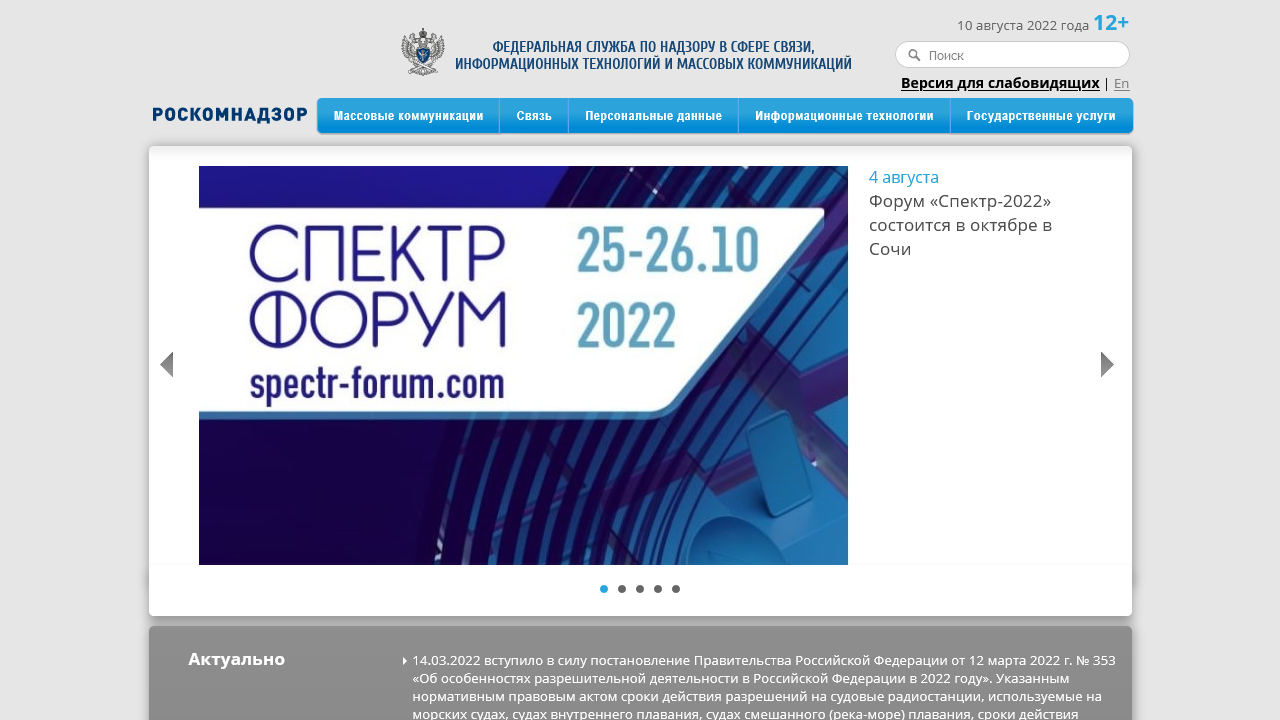 10 августа 2022 года 12+
ФЕДЕРАЛЬНАЯ СЛУЖБА ПО НАДЗОРУ В СФЕРЕ СВЯЗИ,
ИНФОРМАЦИОННЫХ ТЕХНОЛОГИЙ И МАССОВЫХ КОММУНИКАЦИЙ
Поиск
Версия для слабовидящих | En
РОСКОМНАДЗОР
Массовые коммуникации Связь Персональные данные Информационные технологии Государственные услуги
СПЕКТР
ФОРУМ
spectr-forum.com
25-26.10
2022
4 августа
Форум «Спектр-2022»
состоится в октябре в
Сочи
Актуально
14.03.2022 вступило в силу постановление Правительства Российской Федерации от 12 марта 2022 г. № 353
«Об особенностях разрешительной деятельности в Российской Федерации в 2022 году». Указанным
нормативным правовым актом сроки действия разрешений на судовые радиостанции, используемые на
морских судах, судах внутреннего плавания, судах смешанного (река-море) плавания, сроки действия